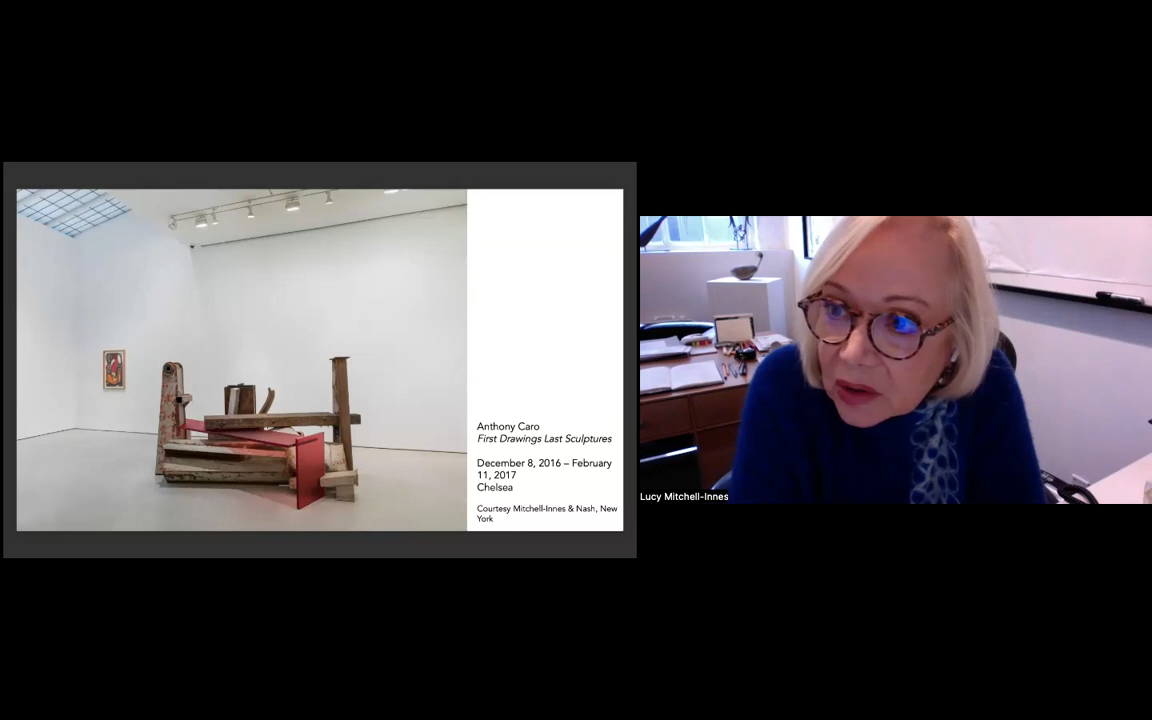 Anthony Caro
First Drawings Last Sculptures
December 8, 2016 – February
11, 2017
Chelsea
Courtesy Mitchell-Innes & Nash, New
York
Lucy Mitchell-Innes